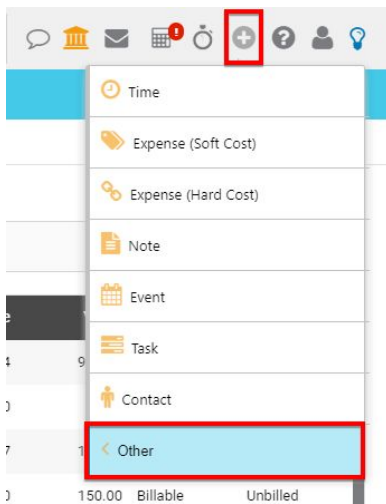 Time
Expense (Soft Cost)
Expense (Hard Cost)
Note
Event
Task
Contact
Other
150.00 Billable Unbilled